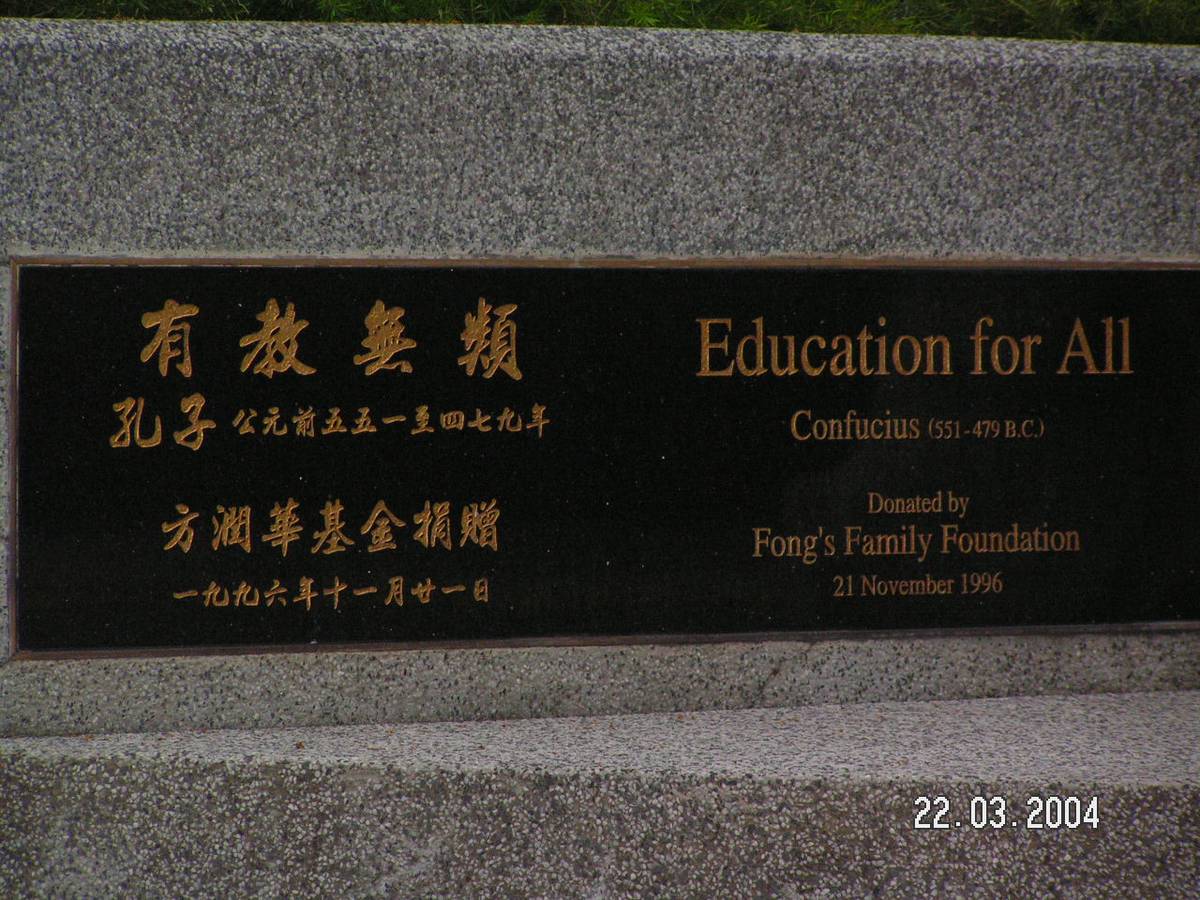 有教無類
孔子 公元前五五一至四七九年
方潤華基金捐贈
一九九六年十一月廿一日
Education for All
Confucius (551-479 B.C.)
Donated by
Fong's Family Foundation
21 November 1996
22.03.2004